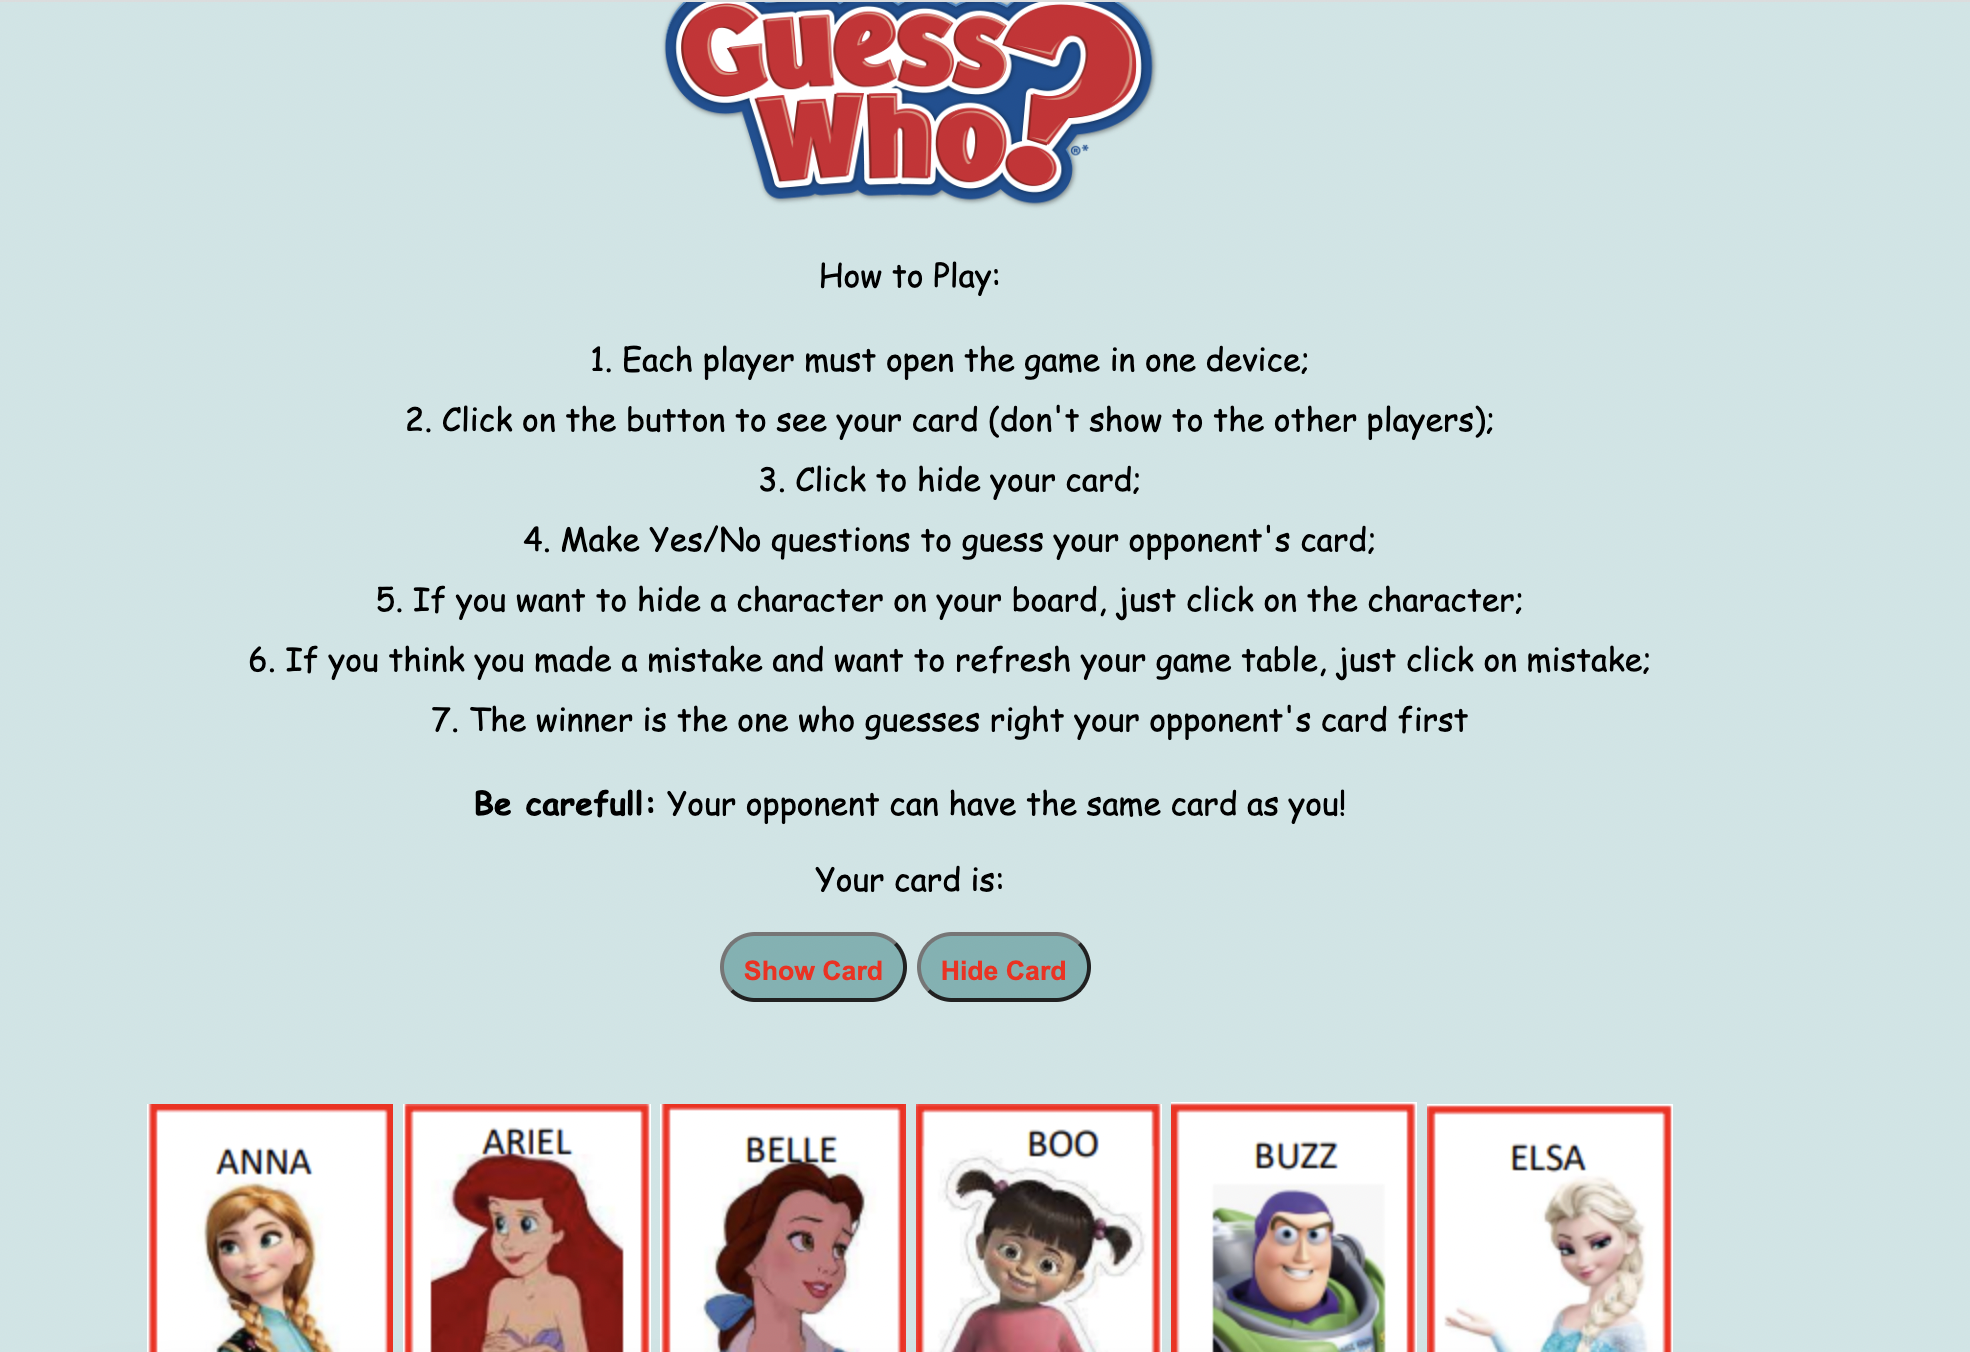 Guess
Who?
®*
How to Play:
1. Each player must open the game in one device;
2. Click on the button to see your card (don't show to the other players);
3. Click to hide your card;
4. Make Yes/No questions to guess your opponent's card;
5. If you want to hide a character on your board, just click on the character;
6. If you think you made a mistake and want to refresh your game table, just click on mistake;
7. The winner is the one who guesses right your opponent's card first
Be carefull: Your opponent can have the same card as you!
Your card is:
Show Card Hide Card
ANNA ARIEL BELLE BOO BUZZ ELSA